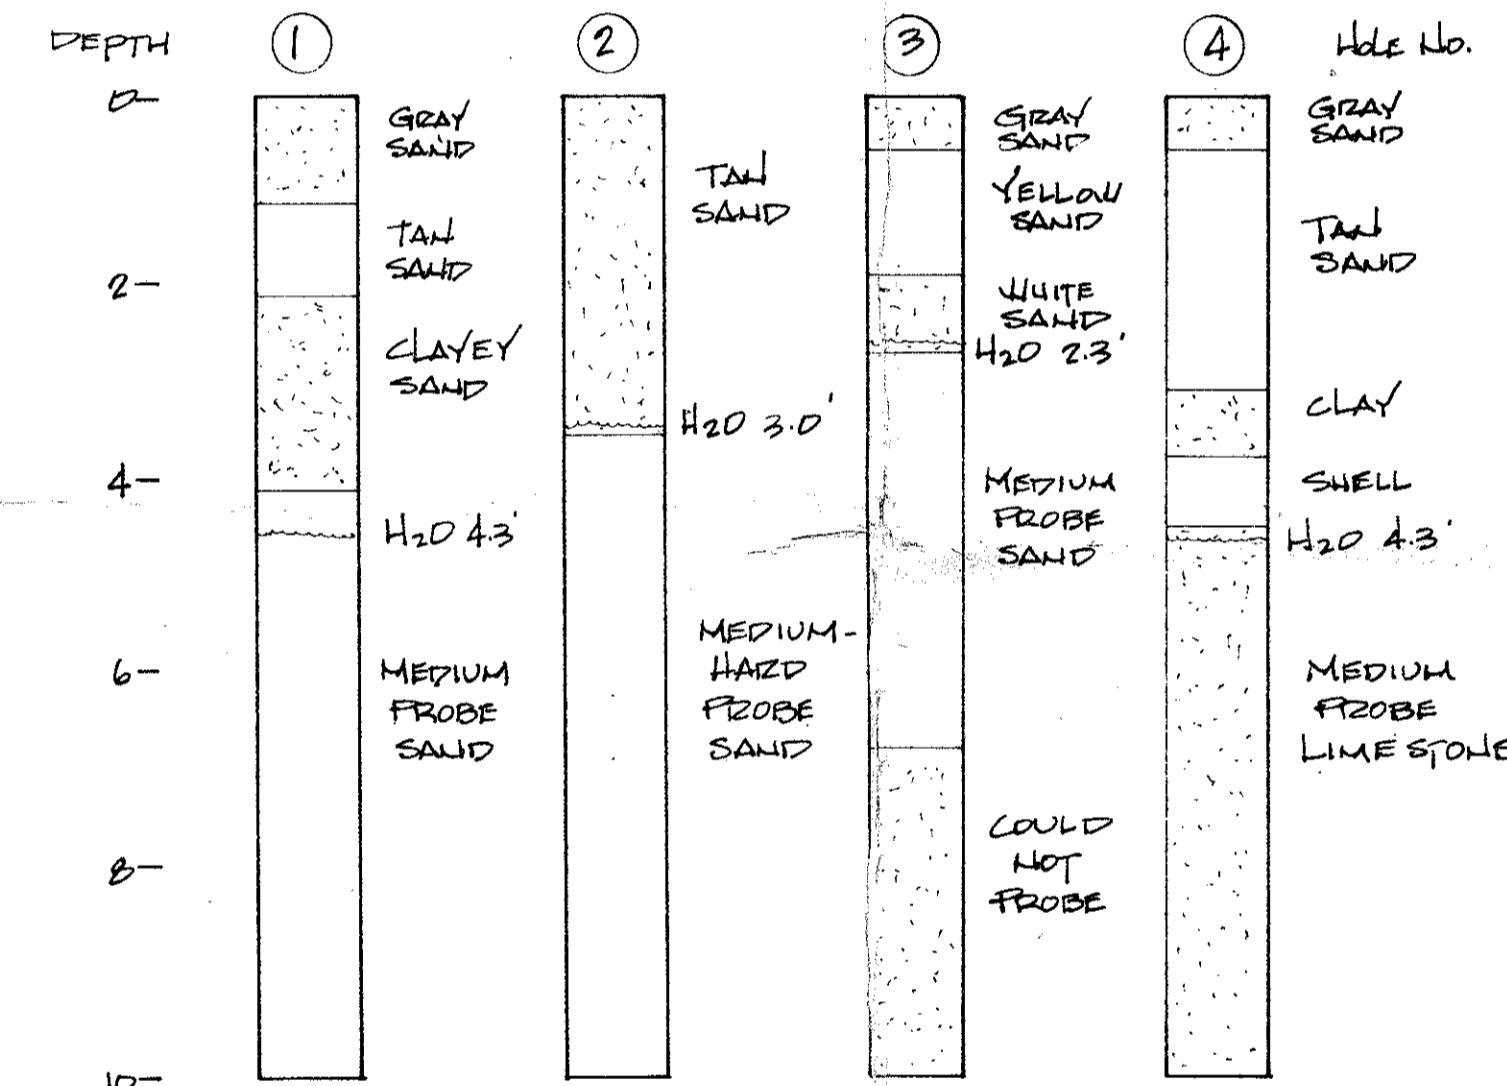 DEPTH 1 2 3 4 HOLE NO.
0
2
4
6
8
10
GRAY
SAND
TAN
SAND
CLAYEY
SAND
H2O 4.3'
MEDIUM
PROBE
SAND
TAN
SAND
H2O 3.0'
MEDIUM-
HARD
PROBE
SAND
GRAY
SAND
YELLOW
SAND
WHITE
SAND
H2O 2.3'
MEDIUM
PROBE
SAND
COULD
NOT
PROBE
GRAY
SAND
TAN
SAND
CLAY
SHELL
H2O 4.3'
MEDIUM
PROBE
LIMESTONE